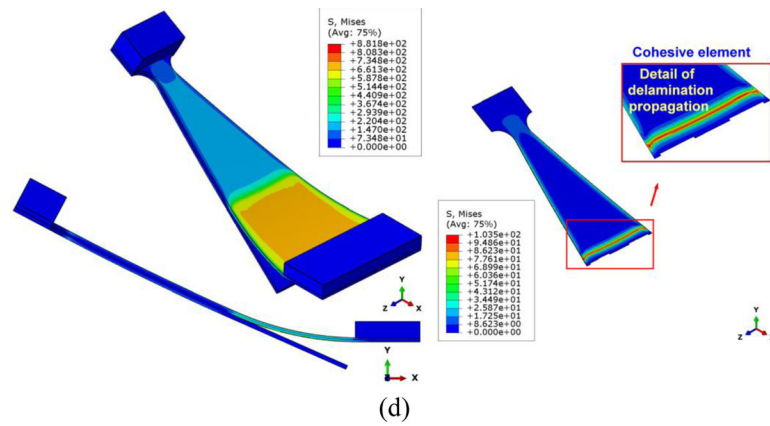 S, Mises
(Avg: 75%)
+8.818e+02
+8.083e+02
+7.348e+02
+6.613e+02
+5.878e+02
+5.144e+02
+4.409e+02
+3.674e+02
+2.939e+02
+2.204e+02
+1.470e+02
+7.348e+01
+0.000e+00
Cohesive element
Detail of
delamination
propagation
S, Mises
(Avg: 75%)
+1.035e+02
+9.486e+01
+8.623e+01
+7.761e+01
+6.899e+01
+6.036e+01
+5.174e+01
+4.312e+01
+3.449e+01
+2.587e+01
+1.725e+01
+8.623e+00
+0.000e+00
Y
Z X
Y
X
Y
Z
(d)